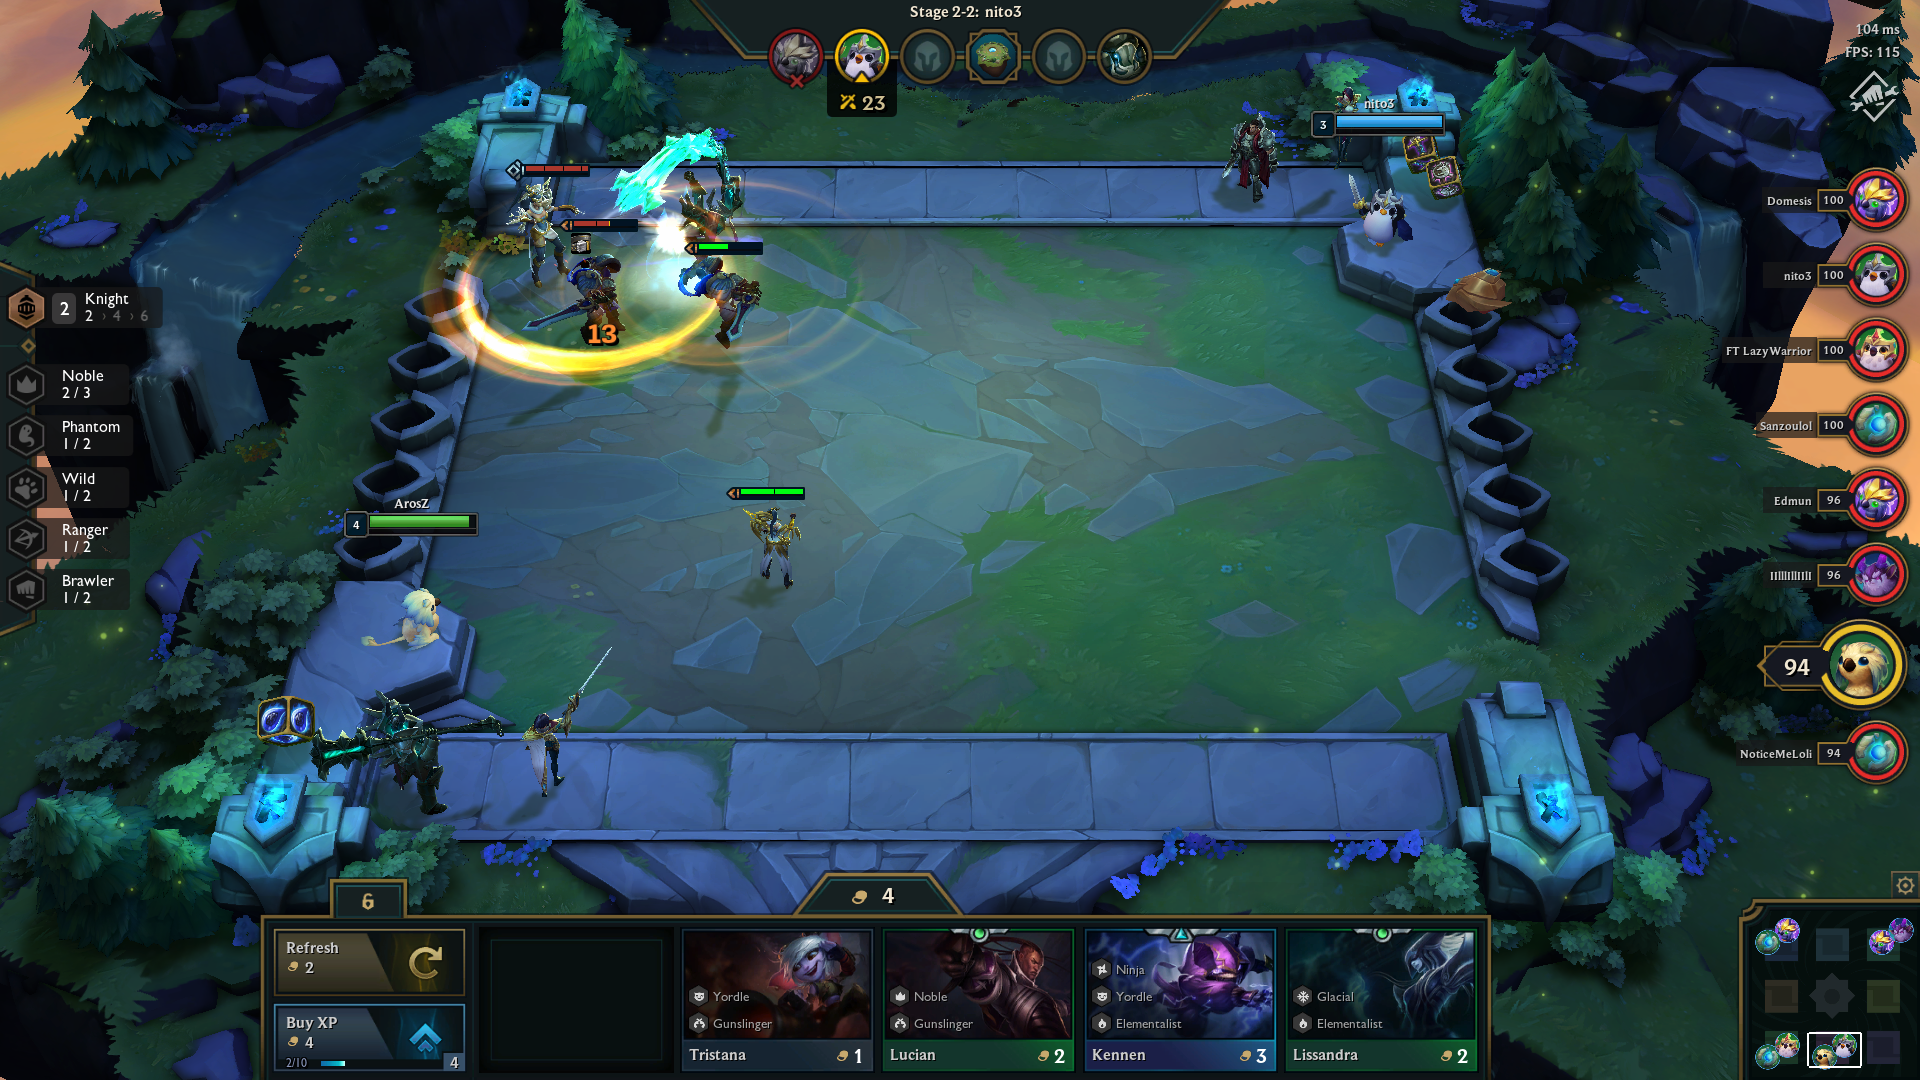 Stage 2-2: nito3
104 ms
FPS: 115
23
nito3
3
Domesis 100
nito3 100
FT LazyWarrior 100
Sanzoulol 100
Edmun 96
96
94
NoticeMeLoli 94
2
Knight
2 › 4 › 6
Noble
2 / 3
Phantom
1 / 2
Wild
1 / 2
Ranger
1 / 2
Brawler
1 / 2
13
ArosZ
4
6
4
Refresh
2
Buy XP
4
2/10
4
Yordle
Gunslinger
Tristana 1
Noble
Gunslinger
Lucian 2
Ninja
Yordle
Elementalist
Kennen 3
Glacial
Elementalist
Lissandra 2